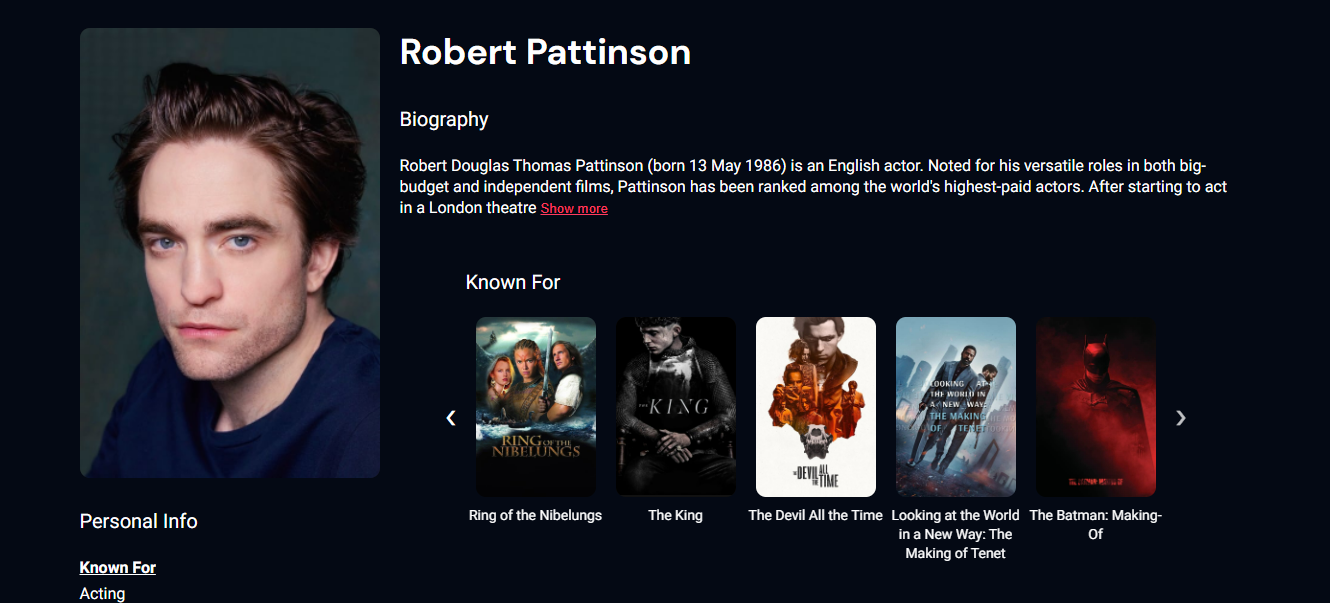 Robert Pattinson
Biography
Robert Douglas Thomas Pattinson (born 13 May 1986) is an English actor. Noted for his versatile roles in both big-
budget and independent films, Pattinson has been ranked among the world's highest-paid actors. After starting to act
in a London theatre Show more
Known For
RING OF THE
NIBELUNGS
THE KING
THE DEVIL ALL
THE TIME
LOOKING AT
THE WORLD IN
A NEW WAY:
THE MAKING
OF TENET
Ring of the Nibelungs
The King
The Devil All the Time
Looking at the World
in a New Way: The
Making of Tenet
The Batman: Making-
Of
Personal Info
Known For
Acting